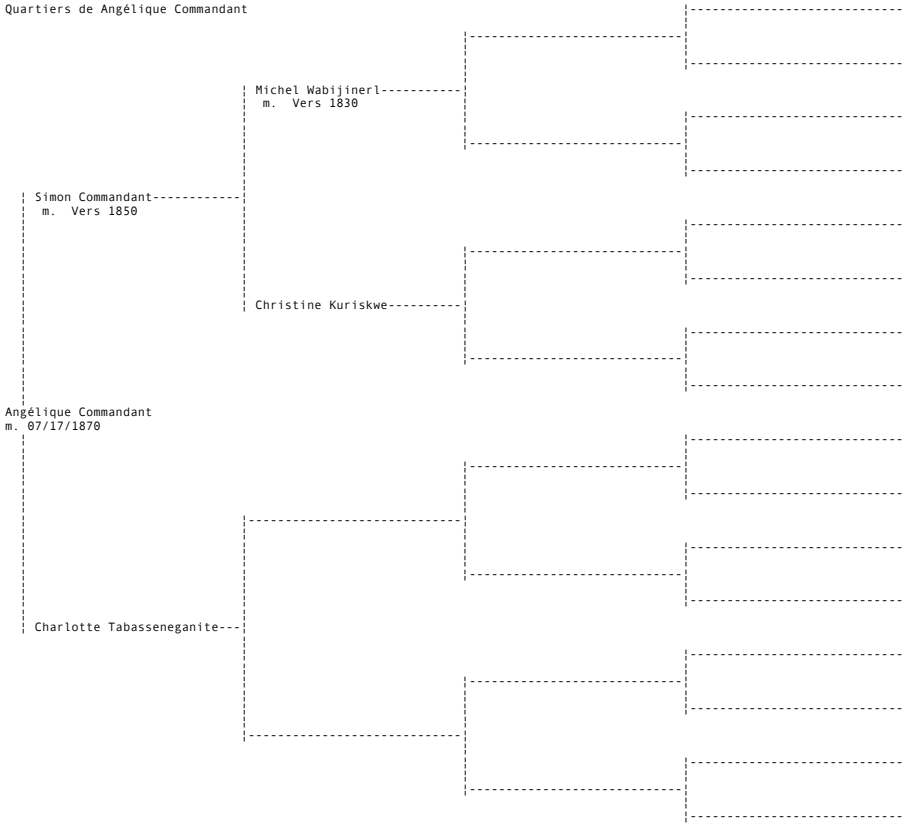 Quartiers de Angélique Commandant
Michel Wabijinerl
m. Vers 1830
Simon Commandant
m. Vers 1850
Christine Kuriskwe
Angélique Commandant
m. 07/17/1870
Charlotte Tabasseneganite